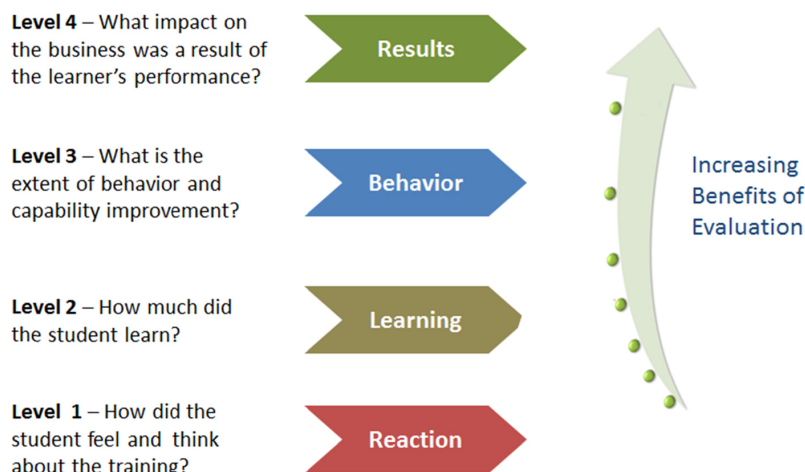 Level 4 – What impact on
the business was a result of
the learner's performance?
Results
Level 3 – What is the
extent of behavior and
capability improvement?
Behavior
Increasing
Benefits of
Evaluation
Level 2 – How much did
the student learn?
Learning
Level 1 – How did the
student feel and think
about the training?
Reaction